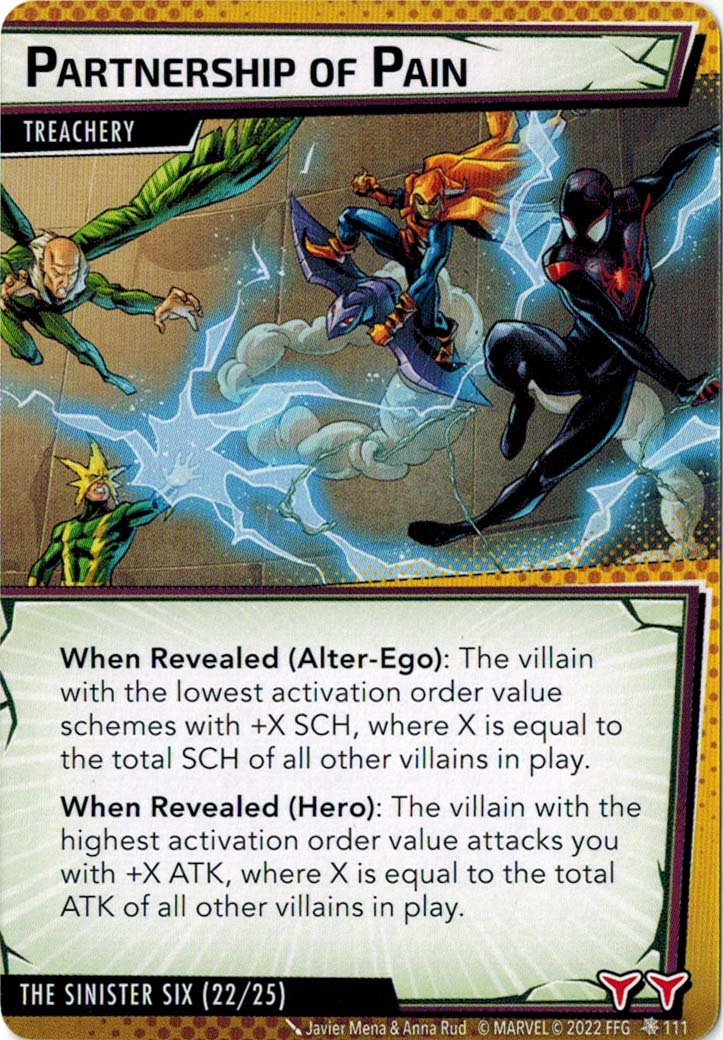 PARTNERSHIP OF PAIN
TREACHERY
When Revealed (Alter-Ego): The villain
with the lowest activation order value
schemes with +X SCH, where X is equal to
the total SCH of all other villains in play.
When Revealed (Hero): The villain with the
highest activation order value attacks you
with +X ATK, where X is equal to the total
ATK of all other villains in play.
THE SINISTER SIX (22/25)
Javier Mena & Anna Rud © MARVEL © 2022 FFG 111